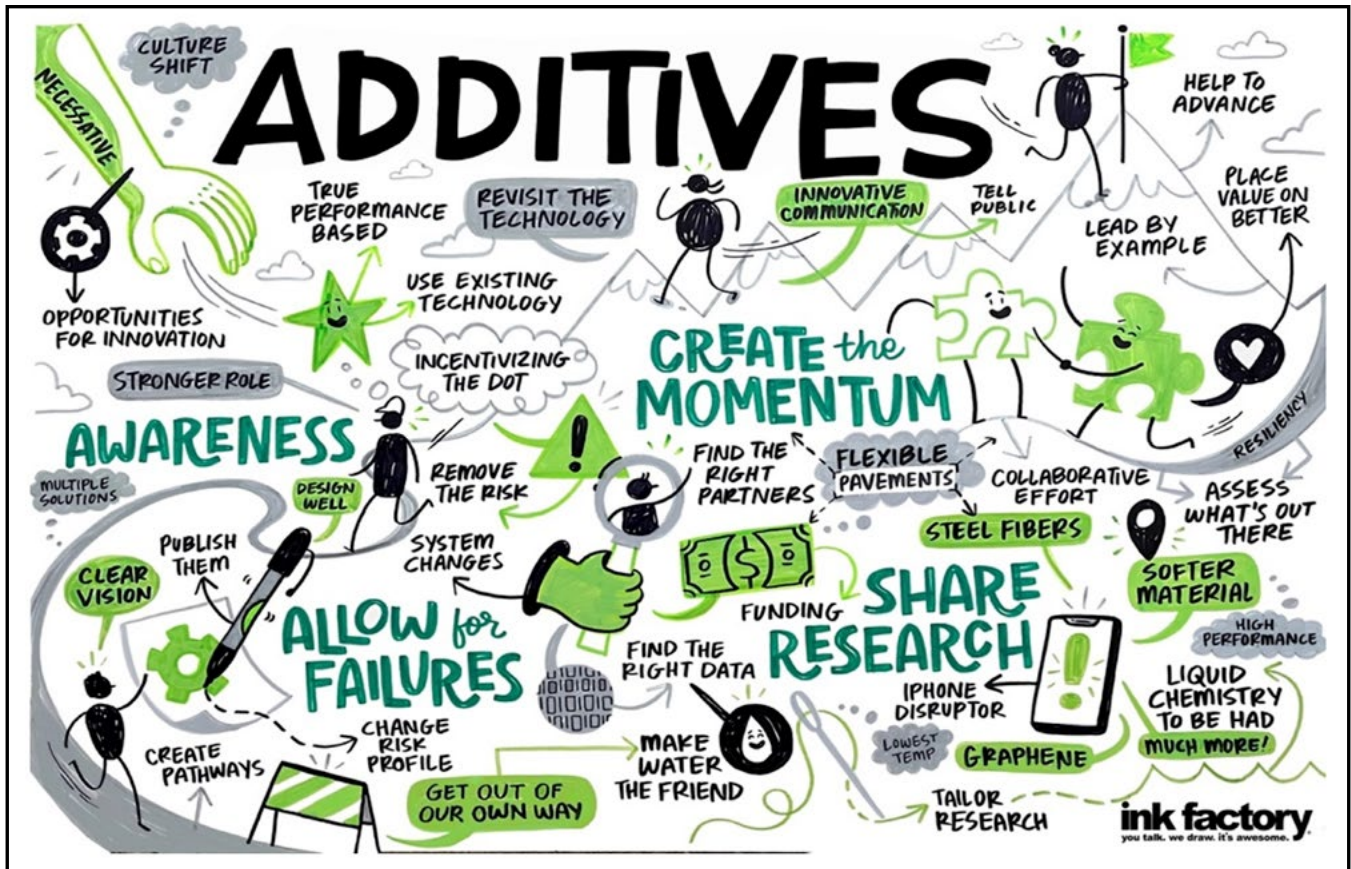 CULTURE
SHIFT
ADDITIVES
NECESSATIVE
HELP TO
ADVANCE
TRUE
PERFORMANCE
BASED
REVISIT THE
TECHNOLOGY
INNOVATIVE
COMMUNICATION
TELL
PUBLIC
PLACE
VALUE ON
BETTER
LEAD BY
EXAMPLE
OPPORTUNITIES
FOR INNOVATION
USE EXISTING
TECHNOLOGY
STRONGER ROLE
INCENTIVIZING
THE DOT
CREATE the
MOMENTUM
AWARENESS
RESILIENCY
MULTIPLE
SOLUTIONS
DESIGN
WELL
REMOVE
THE RISK
FIND THE
RIGHT
PARTNERS
FLEXIBLE
PAVEMENTS
COLLABORATIVE
EFFORT
ASSESS
WHAT'S OUT
THERE
PUBLISH
THEM
SYSTEM
CHANGES
STEEL FIBERS
CLEAR
VISION
SOFTER
MATERIAL
ALLOW for
FAILURES
$
FUNDING
SHARE
RESEARCH
HIGH
PERFORMANCE
FIND THE
RIGHT DATA
0101010
1010101
0101010
IPHONE
DISRUPTOR
!
LIQUID
CHEMISTRY
TO BE HAD
MUCH MORE!
CREATE
PATHWAYS
CHANGE
RISK
PROFILE
MAKE
WATER
THE FRIEND
LOWEST
TEMP
GRAPHENE
GET OUT OF
OUR OWN WAY
TAILOR
RESEARCH
ink factory
you talk. we draw. it's awesome.